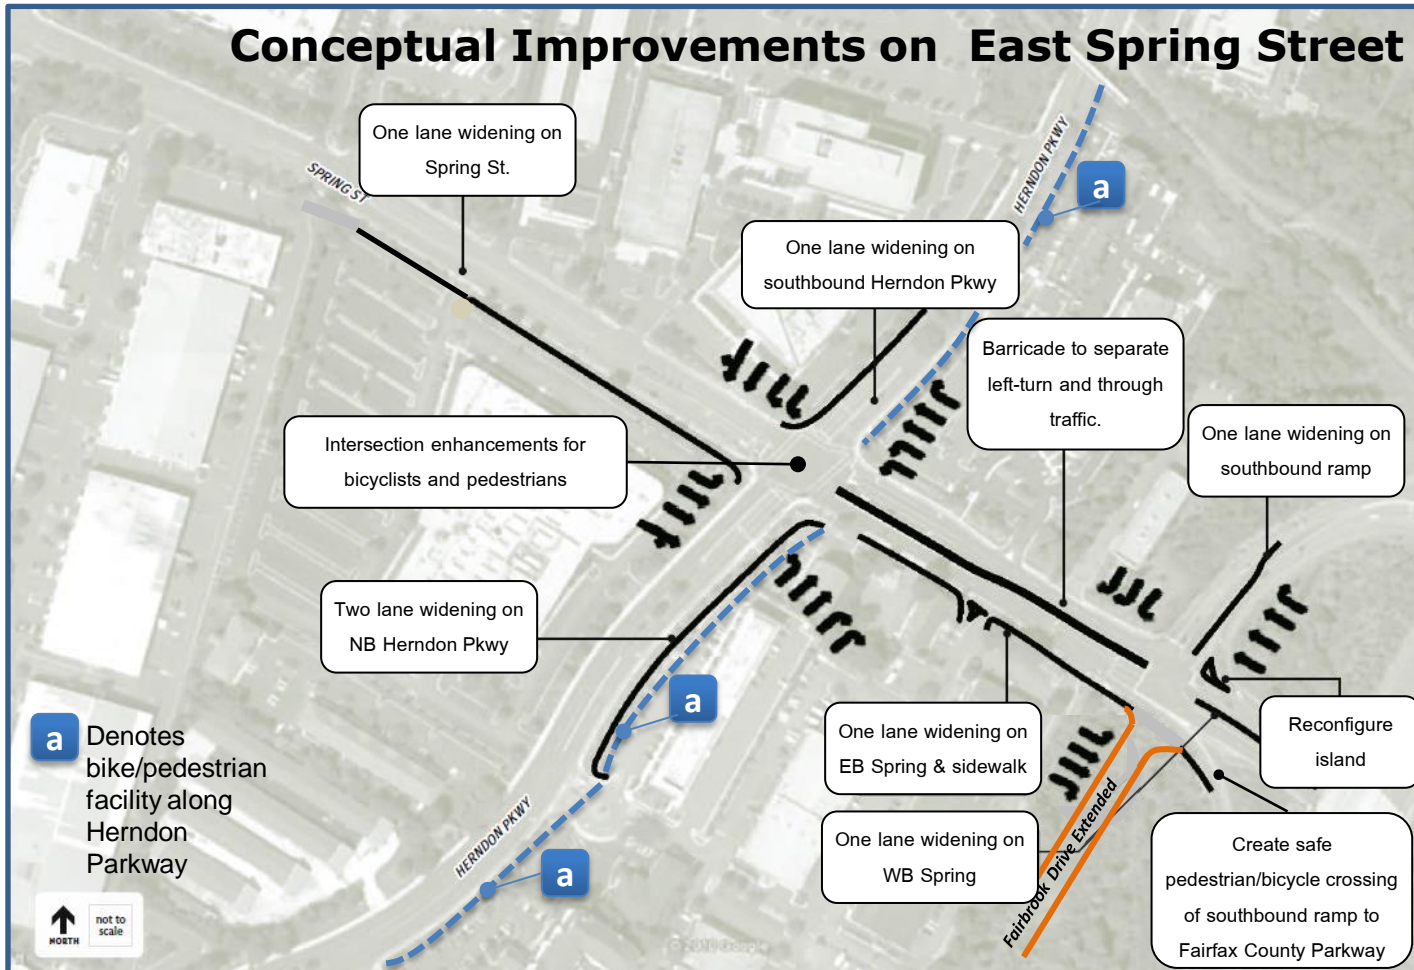 Conceptual Improvements on East Spring Street
One lane widening on
Spring St.
SPRING ST
HERNDON PKWY
a
One lane widening on
southbound Herndon Pkwy
Barricade to separate
left-turn and through
traffic.
One lane widening on
southbound ramp
Intersection enhancements for
bicyclists and pedestrians
Two lane widening on
NB Herndon Pkwy
a
One lane widening on
EB Spring & sidewalk
Reconfigure
island
a
Denotes
bike/pedestrian
facility along
Herndon
Parkway
HERNDON PKWY
a
One lane widening on
WB Spring
Fairbrook Drive Extended
Create safe
pedestrian/bicycle crossing
of southbound ramp to
Fairfax County Parkway
NORTH
not to
scale
Google